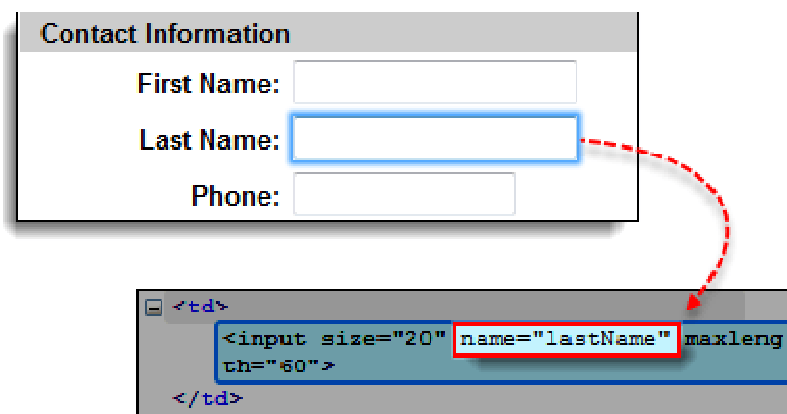 Contact Information
First Name:
Last Name:
Phone:
<td>
<input size="20" name="lastName" maxleng
th="60">
</td>